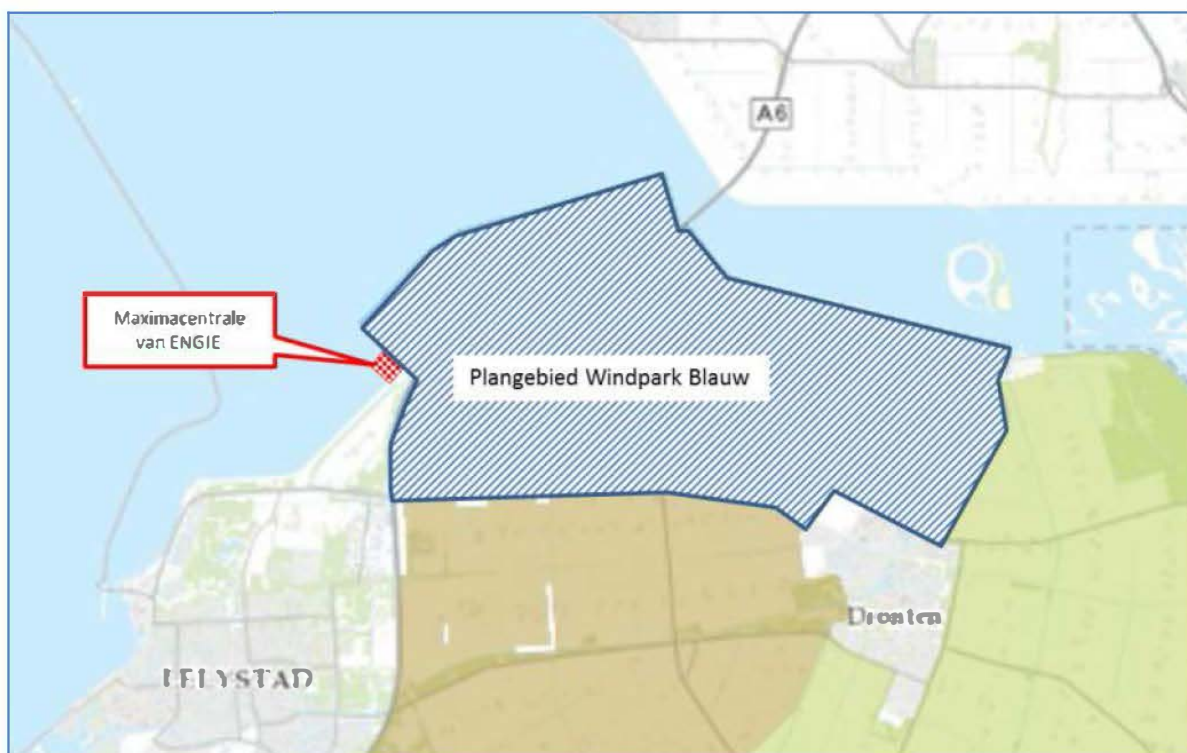 A6
Maximacentrale
van ENGIE
Plangebied Windpark Blauw
Dronten
LELYSTAD